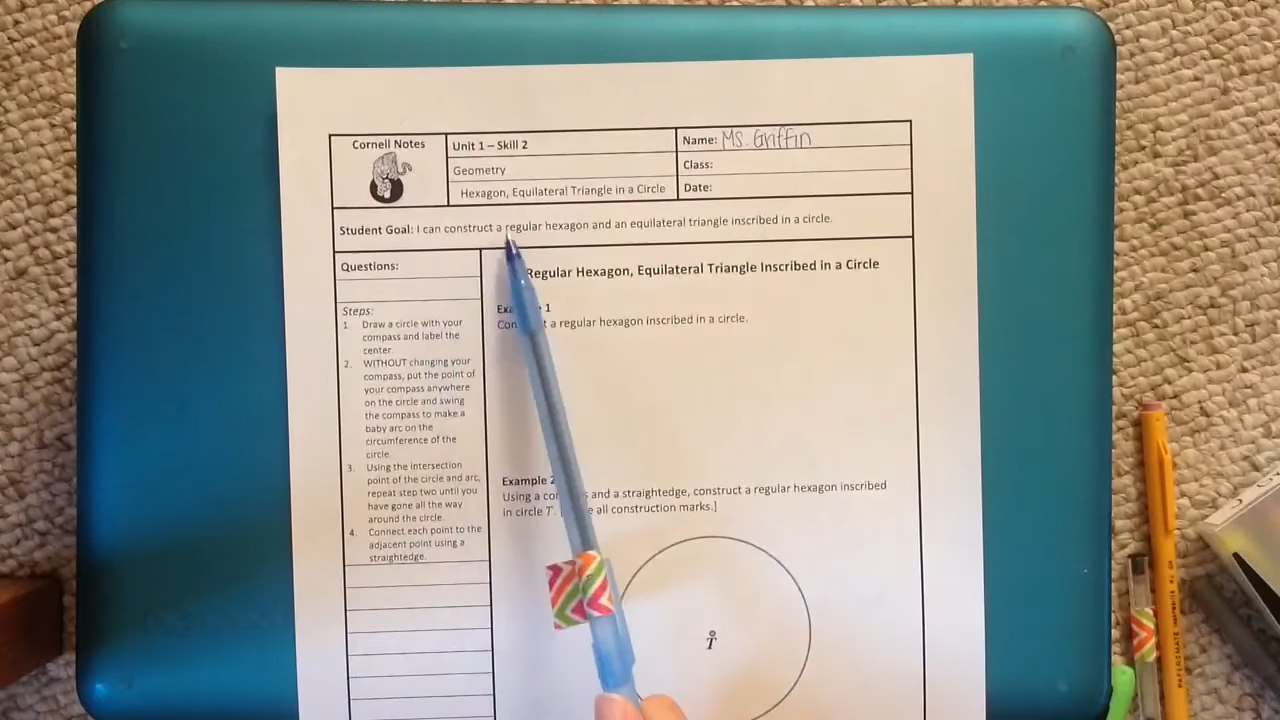 Cornell Notes
Unit 1 – Skill 2
Geometry
Hexagon, Equilateral Triangle in a Circle
Name: Ms. Griffin
Class:
Date:
Student Goal: I can construct a regular hexagon and an equilateral triangle inscribed in a circle.
Questions:
Steps:
1 Draw a circle with your
compass and label the
center.
2. WITHOUT changing your
compass, put the point of
your compass anywhere
on the circle and swing
the compass to make a
baby arc on the
circumference of the
circle.
3. Using the intersection
point of the circle and arc,
repeat step two until you
have gone all the way
around the circle.
4. Connect each point to the
adjacent point using a
straightedge.
Regular Hexagon, Equilateral Triangle Inscribed in a Circle
1
a regular hexagon inscribed in a circle.
Example 2
Using a and a straightedge, construct a regular hexagon inscribed
in circle T. all construction marks.]
T